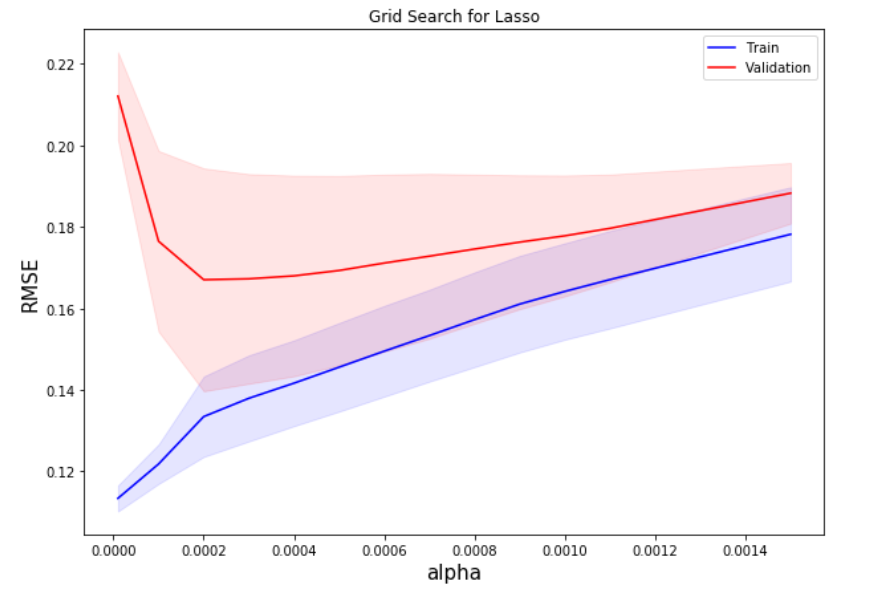 Grid Search for Lasso
Train
Validation
0.22
0.20
0.18
0.16
0.14
0.12
RMSE
0.0000 0.0002 0.0004 0.0006 0.0008 0.0010 0.0012 0.0014
alpha